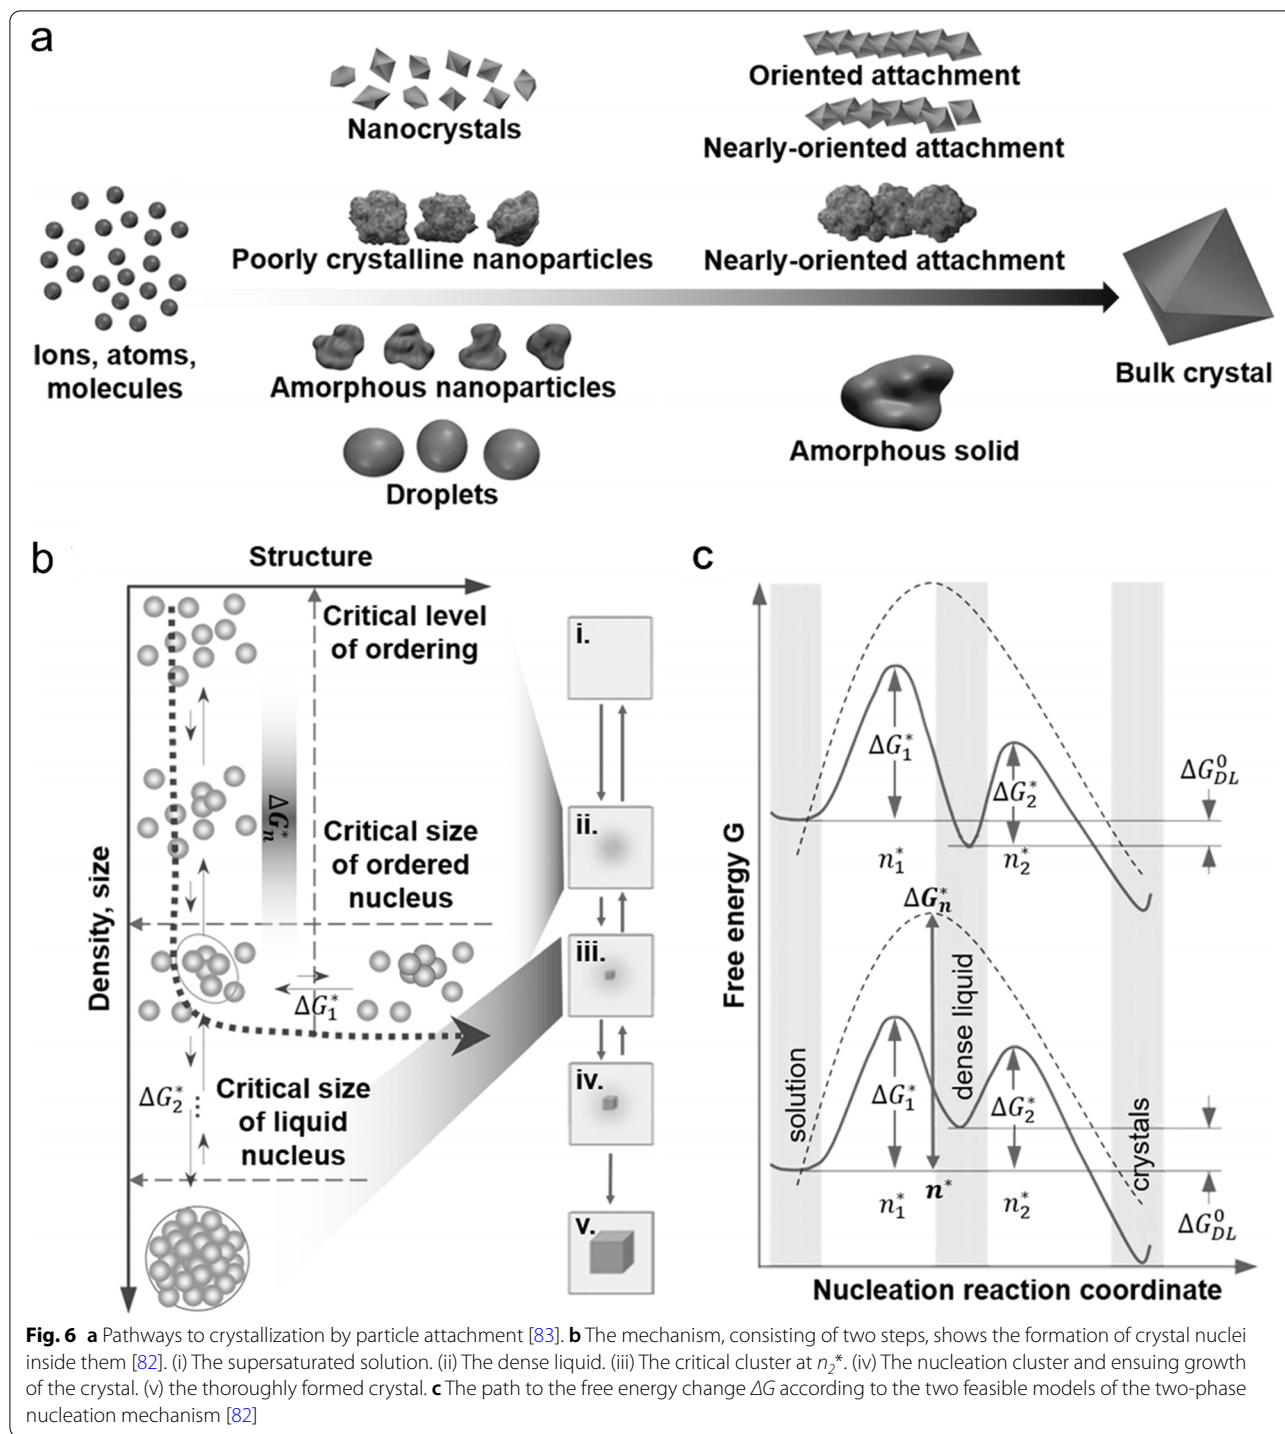 a
Nanocrystals
Oriented attachment
Nearly-oriented attachment
Poorly crystalline nanoparticles
Nearly-oriented attachment
Ions, atoms,
molecules
Amorphous nanoparticles
Bulk crystal
Amorphous solid
Droplets
b
Structure
Critical level
of ordering
Density, size
ΔG*n
Critical size
of ordered
nucleus
ΔG*1
ΔG*2
Critical size
of liquid
nucleus
i.
ii.
iii.
iv.
v.
c
Free energy G
ΔG*1
ΔG*2
ΔG0DL
n*1
n*2
ΔG*n
solution
dense liquid
crystals
ΔG*1
ΔG*2
n*1
n*
n*2
ΔG0DL
Nucleation reaction coordinate
Fig. 6 a Pathways to crystallization by particle attachment [83]. b The mechanism, consisting of two steps, shows the formation of crystal nuclei
inside them [82]. (i) The supersaturated solution. (ii) The dense liquid. (iii) The critical cluster at n2*. (iv) The nucleation cluster and ensuing growth
of the crystal. (v) the thoroughly formed crystal. c The path to the free energy change ΔG according to the two feasible models of the two-phase
nucleation mechanism [82]